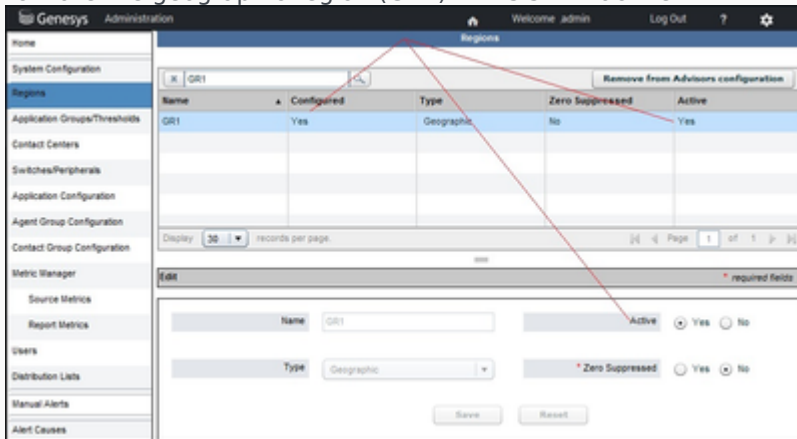 Genesys Administration Welcome admin Log Out ?
Home
Regions
System Configuration
GR1
Remove from Advisors configuration
Regions
Name Configured Type Zero Suppressed Active
Application Groups/Thresholds
GR1 Yes Geographic No Yes
Contact Centers
Switches/Peripherals
Application Configuration
Agent Group Configuration
Contact Group Configuration
Display 30 records per page.
Page 1 of 1
Metric Manager
Edit
* required fields
Source Metrics
Report Metrics
Name GR1 Active Yes No
Users
Distribution Lists
Type Geographic * Zero Suppressed Yes No
Manual Alerts
Save Reset
Alert Causes